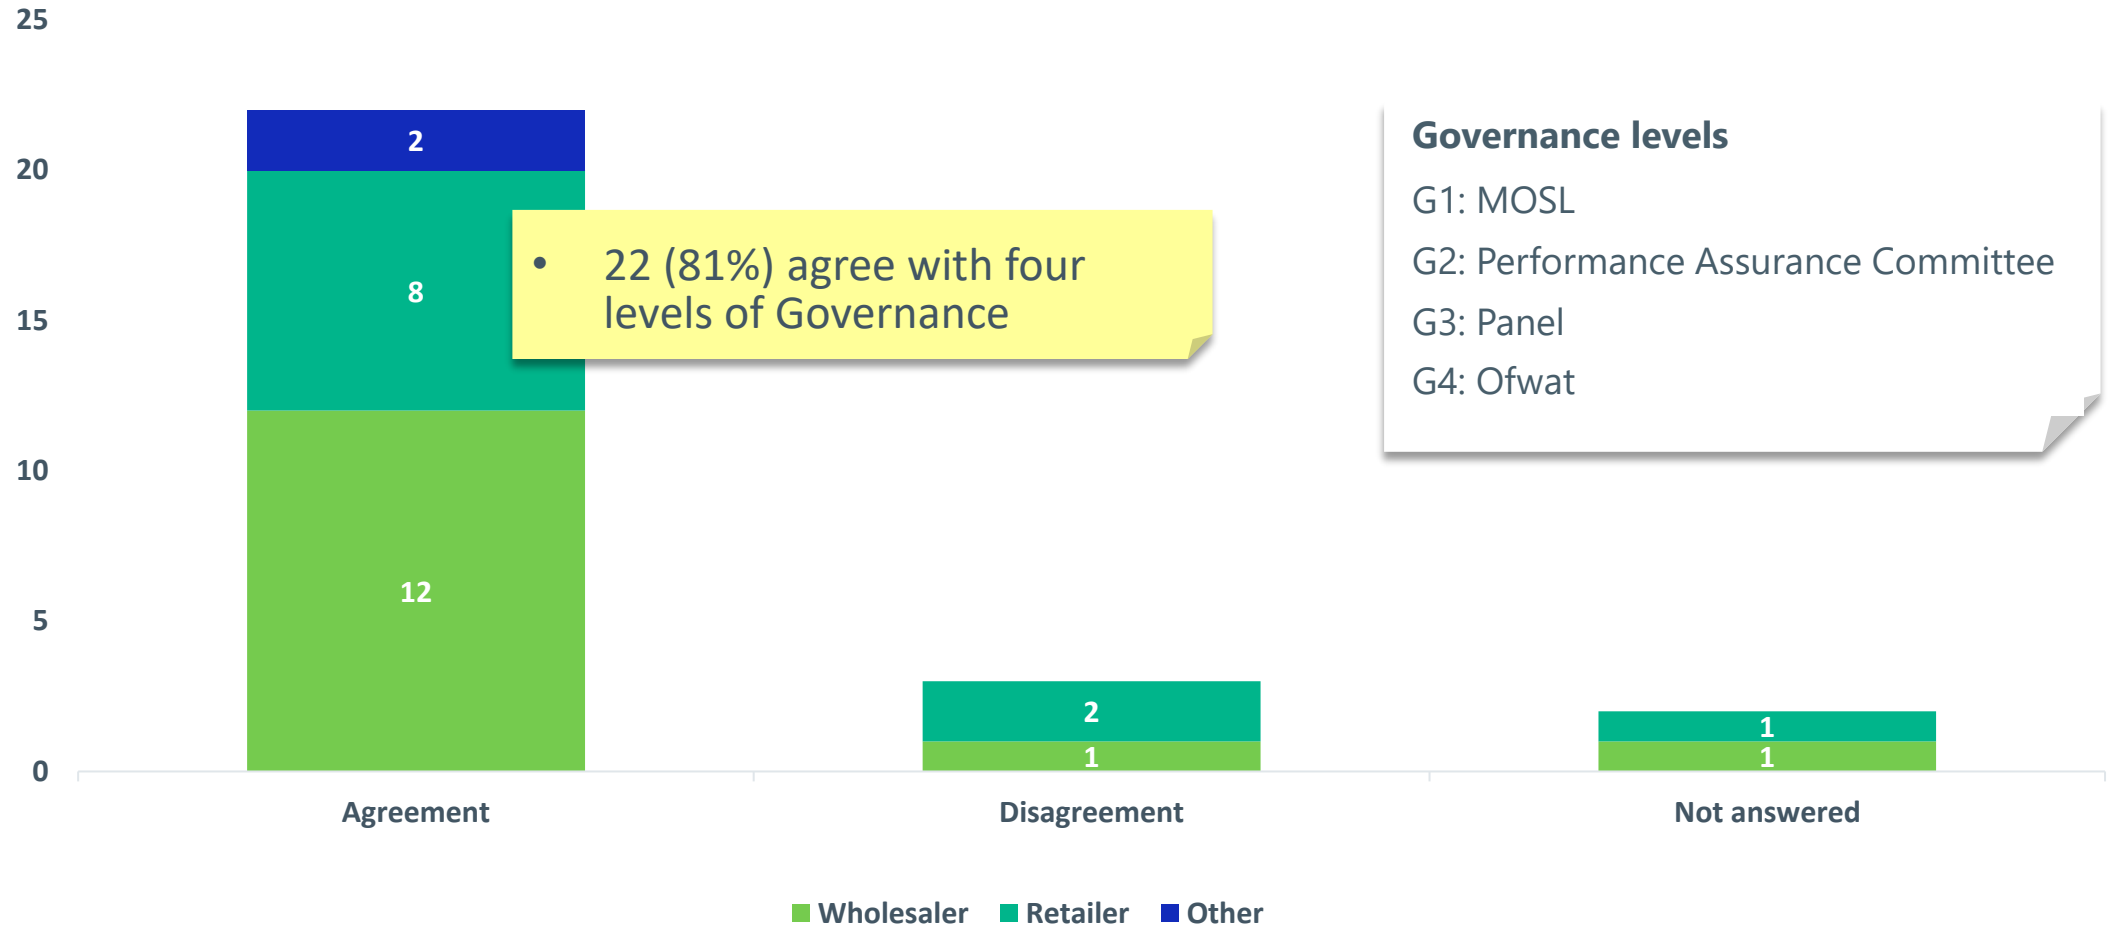 25
20
15
10
5
0
2
8
12
• 22 (81%) agree with four
levels of Governance
Governance levels
G1: MOSL
G2: Performance Assurance Committee
G3: Panel
G4: Ofwat
2
1
1
1
Agreement
Disagreement
Not answered
Wholesaler Retailer Other